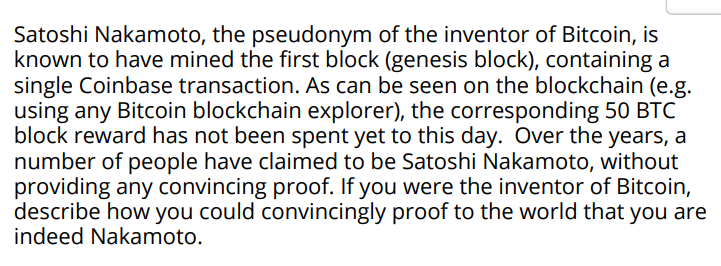 Satoshi Nakamoto, the pseudonym of the inventor of Bitcoin, is
known to have mined the first block (genesis block), containing a
single Coinbase transaction. As can be seen on the blockchain (e.g.
using any Bitcoin blockchain explorer), the corresponding 50 BTC
block reward has not been spent yet to this day.  Over the years, a
number of people have claimed to be Satoshi Nakamoto, without
providing any convincing proof. If you were the inventor of Bitcoin,
describe how you could convincingly proof to the world that you are
indeed Nakamoto.